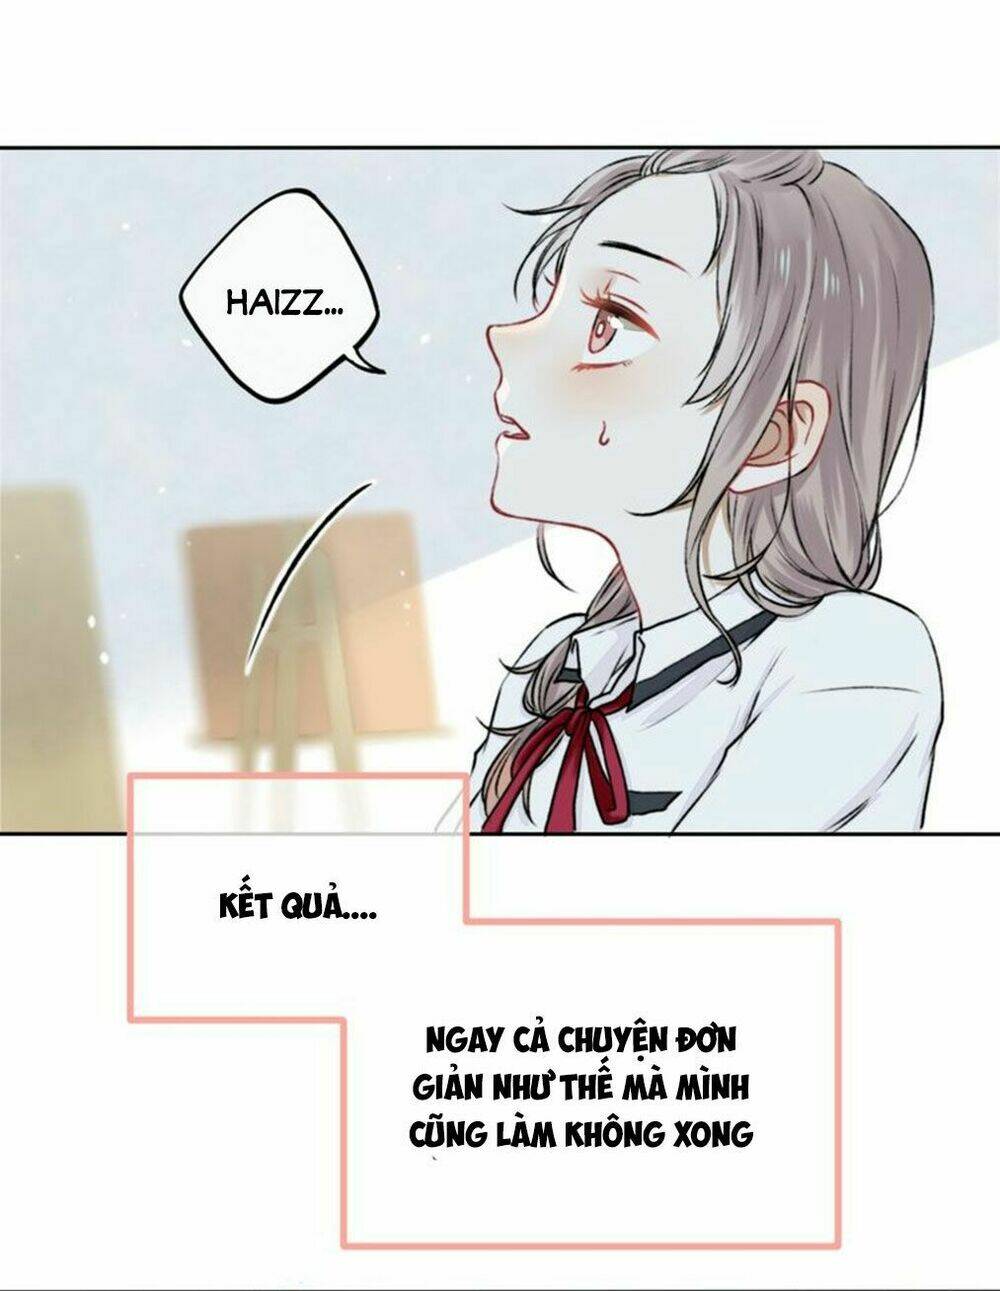 HAIZZ...
KẾT QUẢ....
NGAY CẢ CHUYỆN ĐƠN
GIẢN NHƯ THẾ MÀ MÌNH
CŨNG LÀM KHÔNG XONG